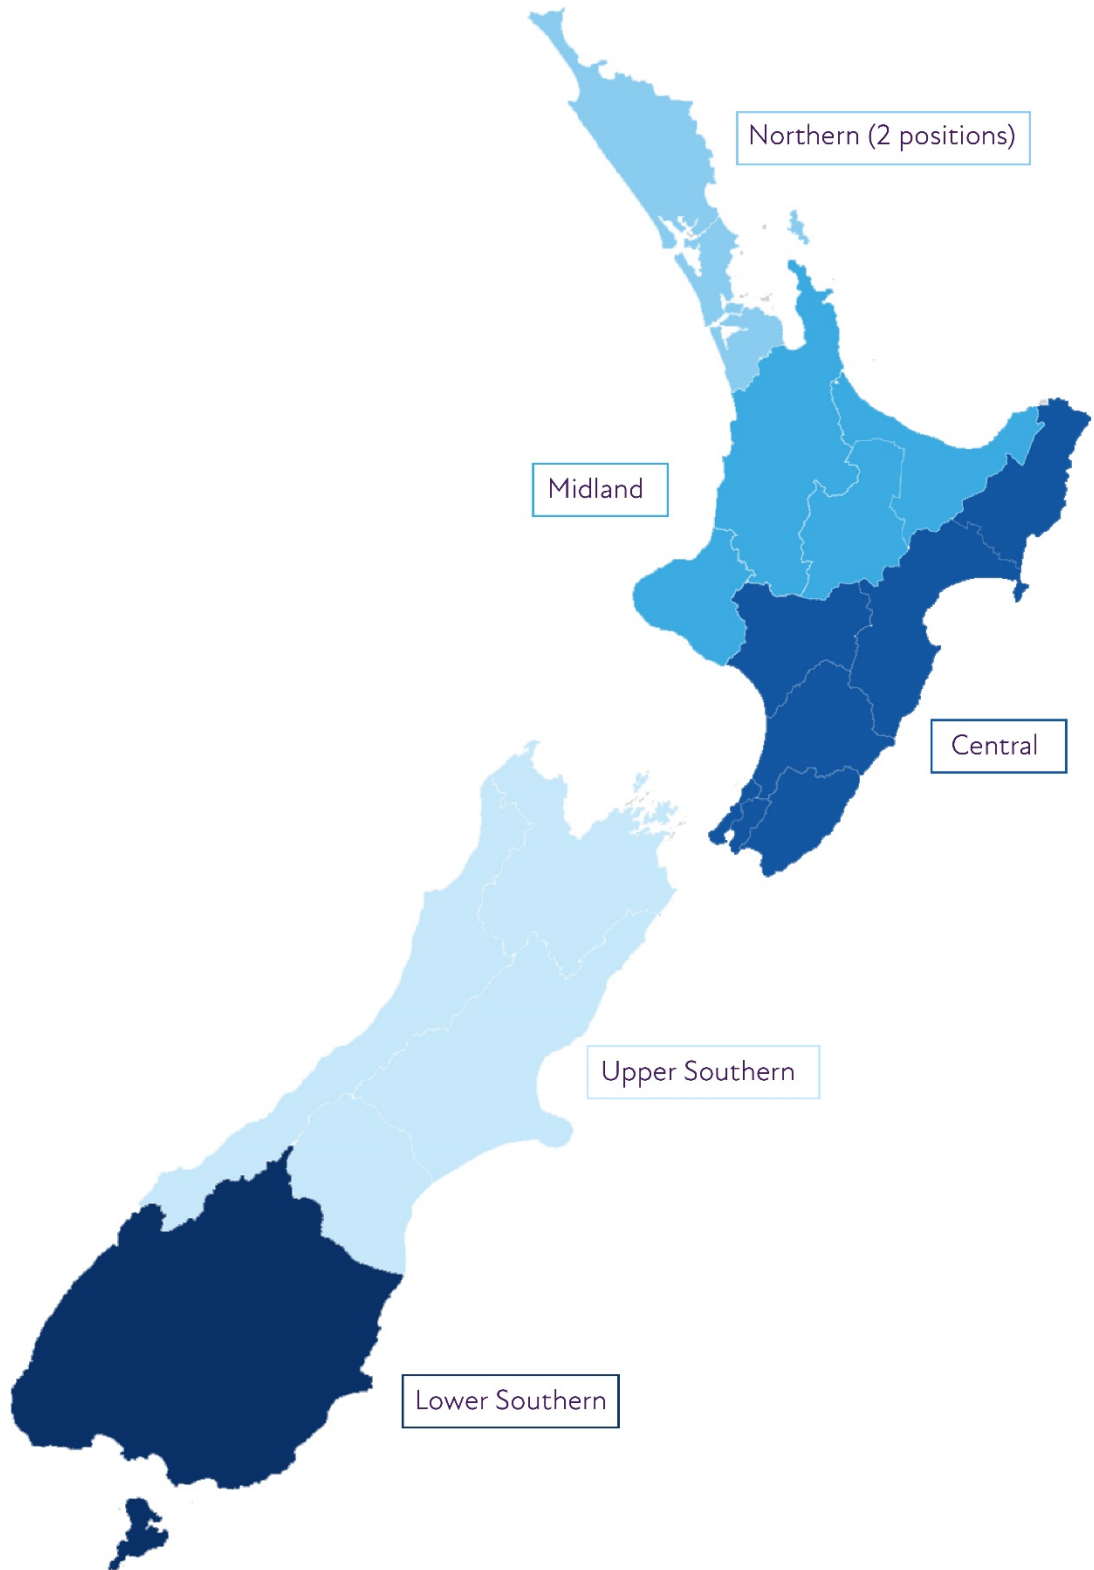 Northern (2 positions)
Midland
Central
Upper Southern
Lower Southern